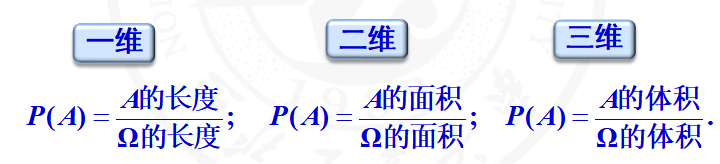 一维 二维 三维
P(A) = A的长度 / Ω的长度 ; P(A) = A的面积 / Ω的面积 ; P(A) = A的体积 / Ω的体积 .